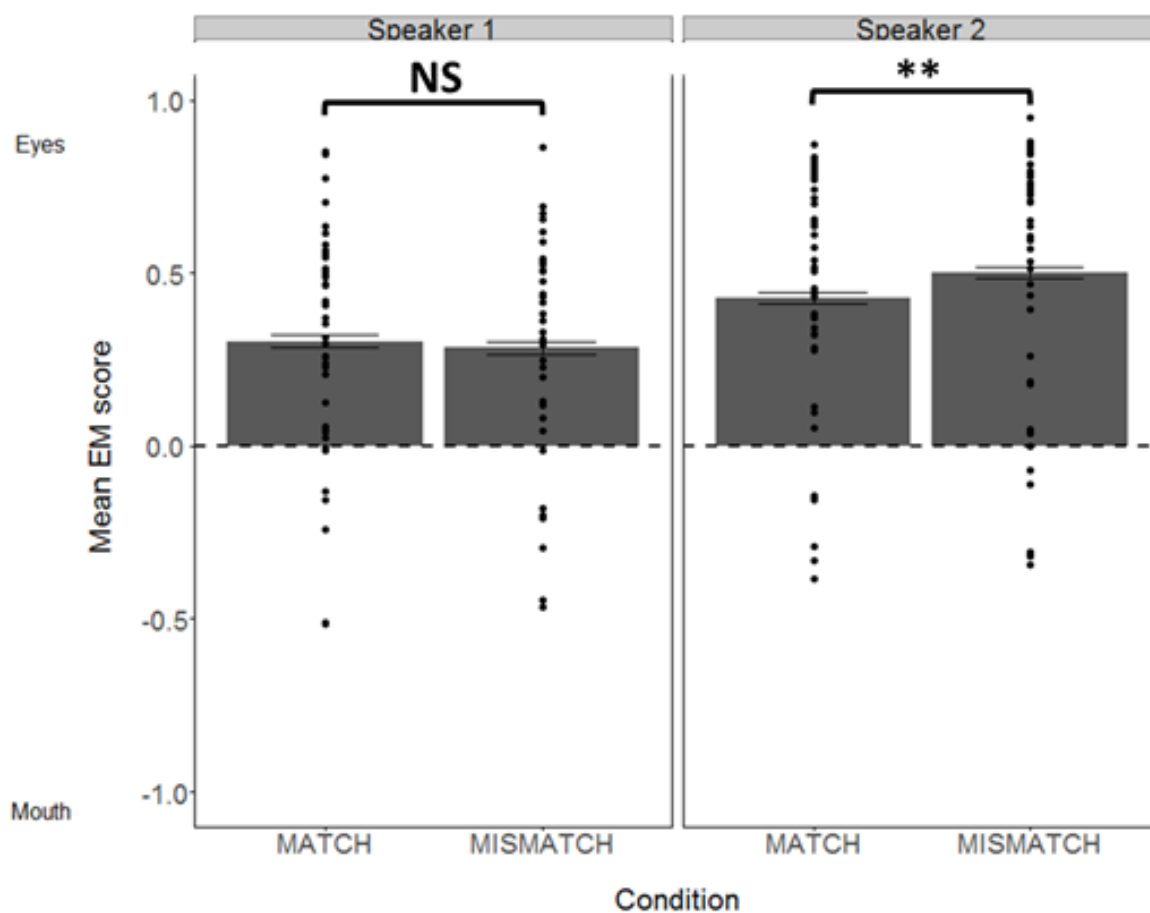 Speaker 1
Speaker 2
NS
**
1.0
Eyes
0.5
0.0
Mean EM score
-0.5
-1.0
Mouth
MATCH
MISMATCH
MATCH
MISMATCH
Condition